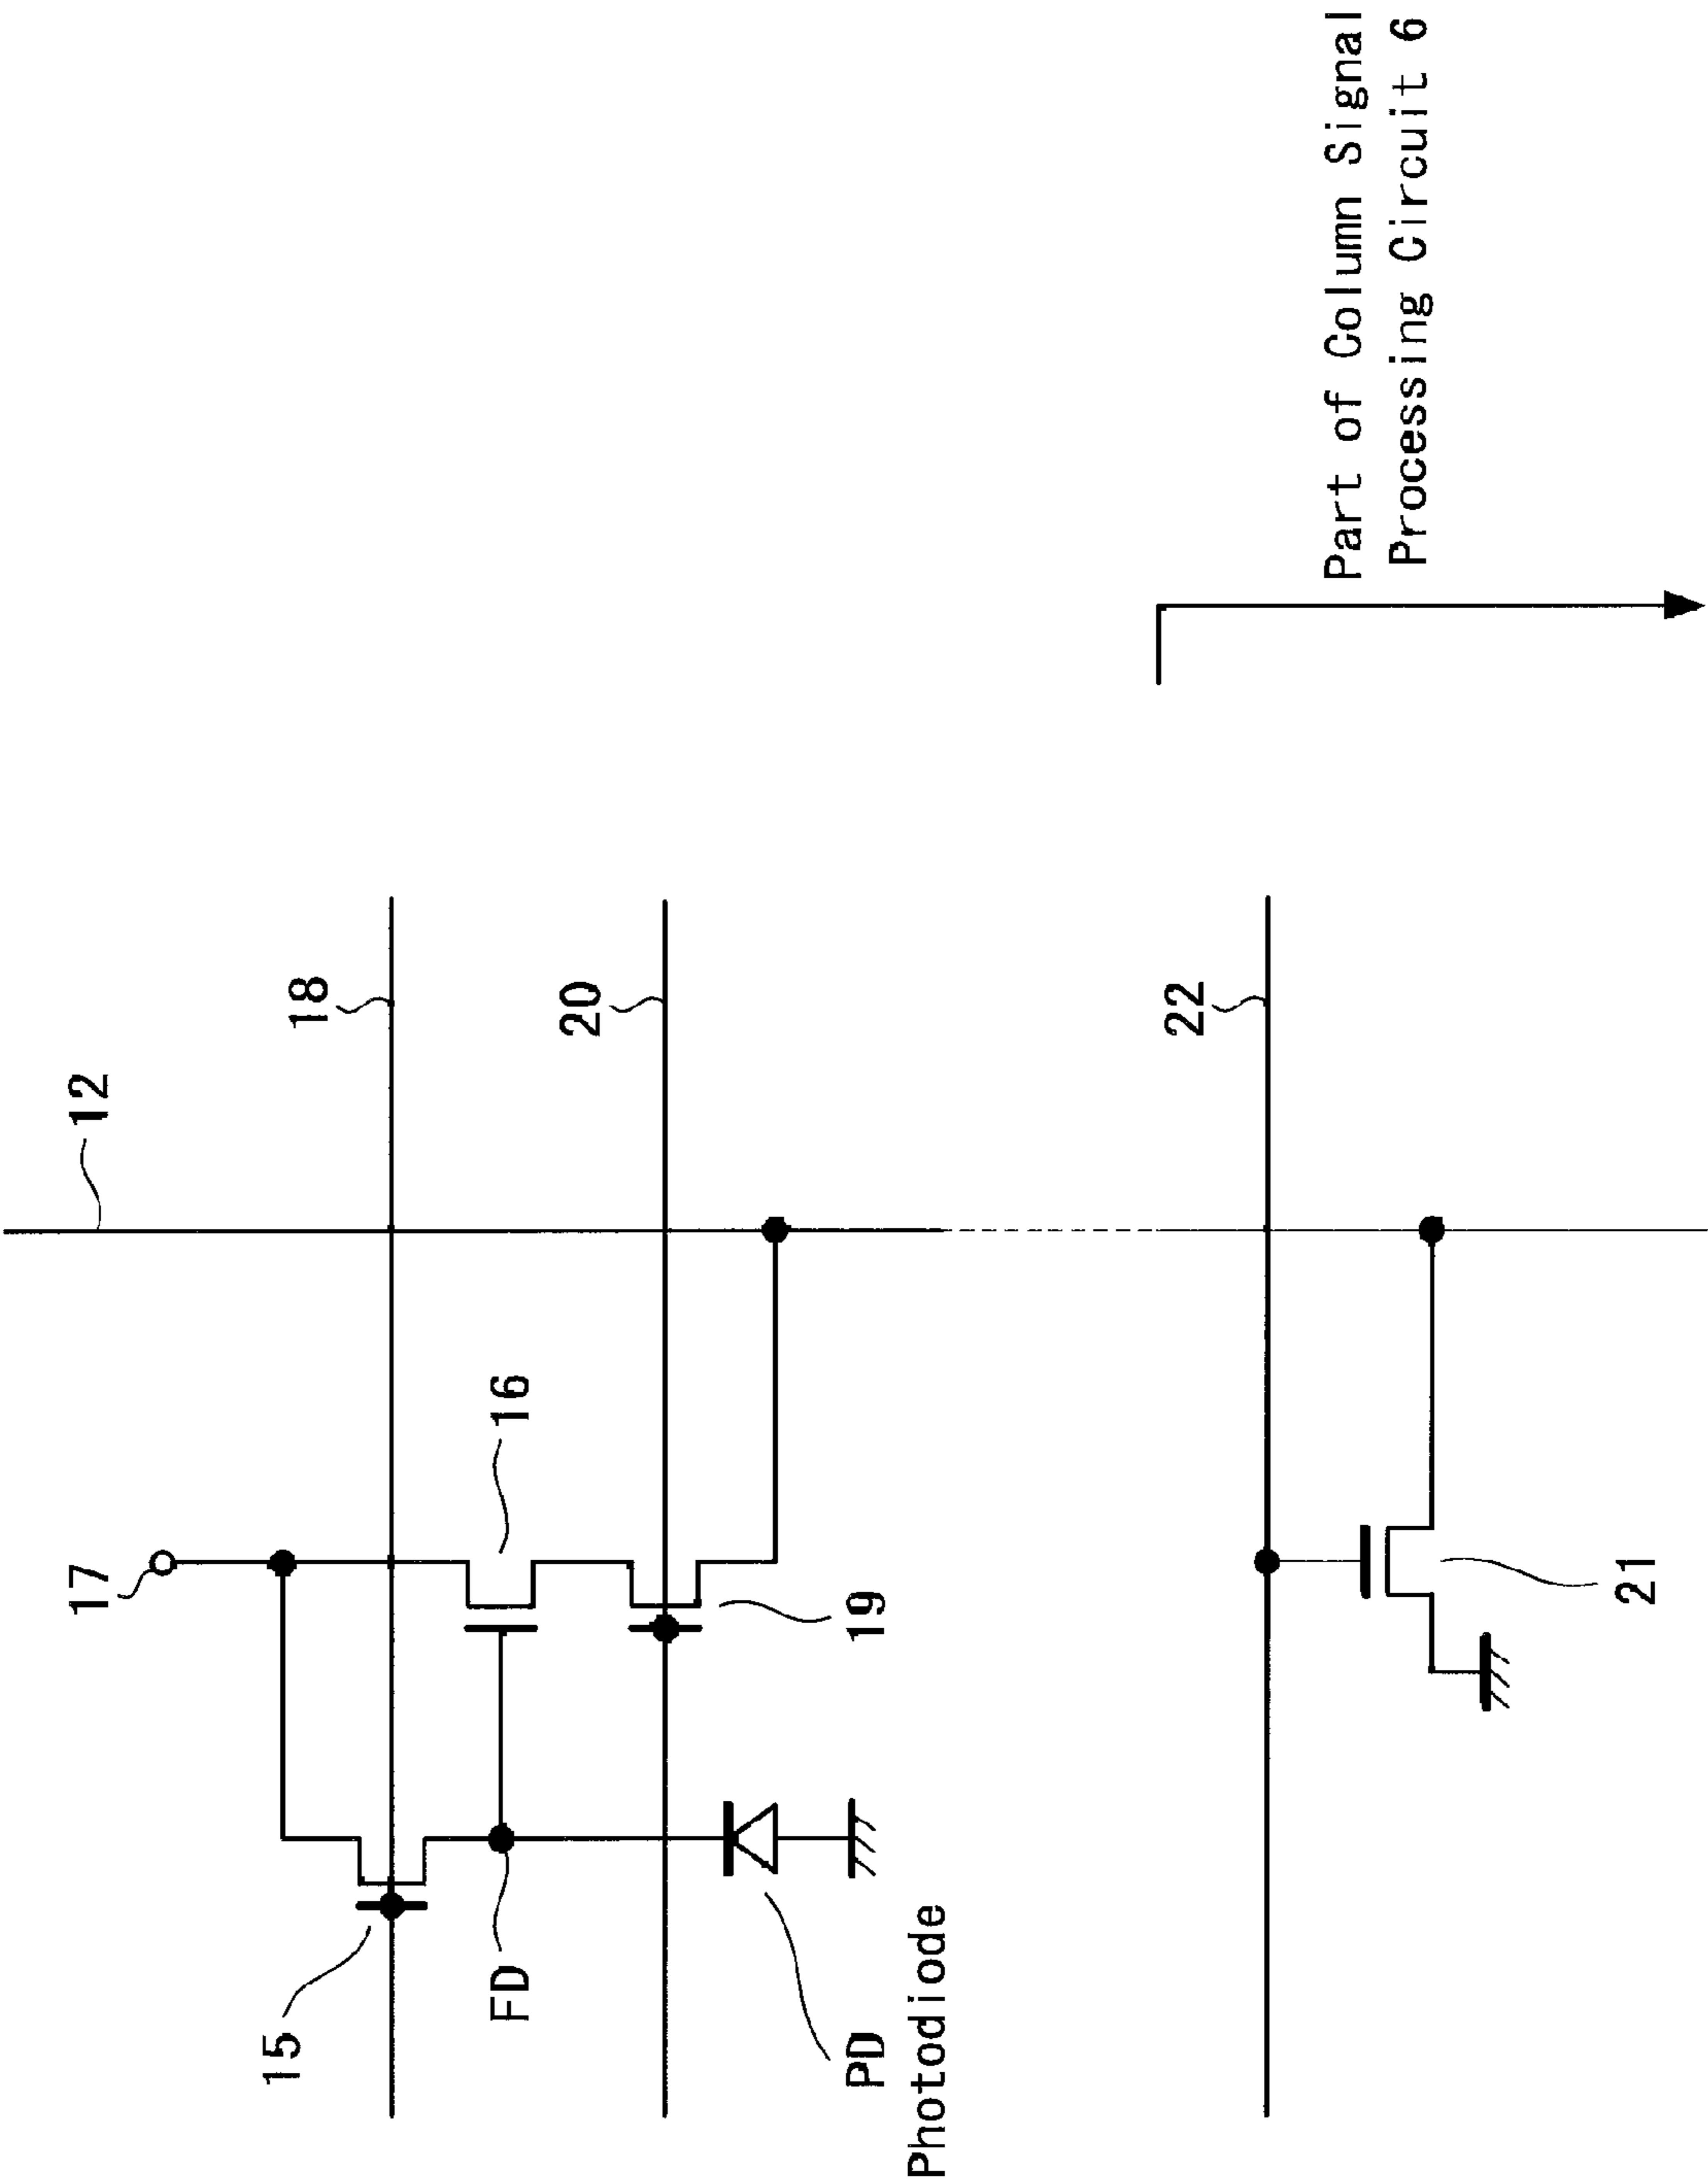 12
17
18
15
16
FD
20
19
PD
Photodiode
22
21
Part of Column Signal
Processing Circuit 6